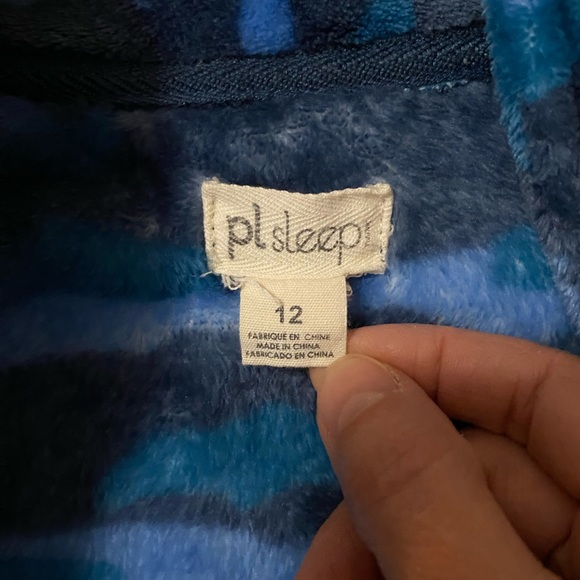 pl sleep
12
FABRIQUE EN CHINE
MADE IN CHINA
FABRICADO EN CHINA